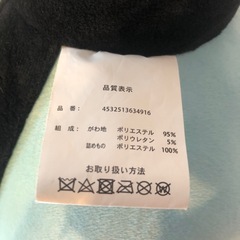 品質表示
品番： 4532513634916
組成： がわ地 ポリエステル 95%
ポリウレタン 5%
詰めもの ポリエステル 100%
お取り扱い方法